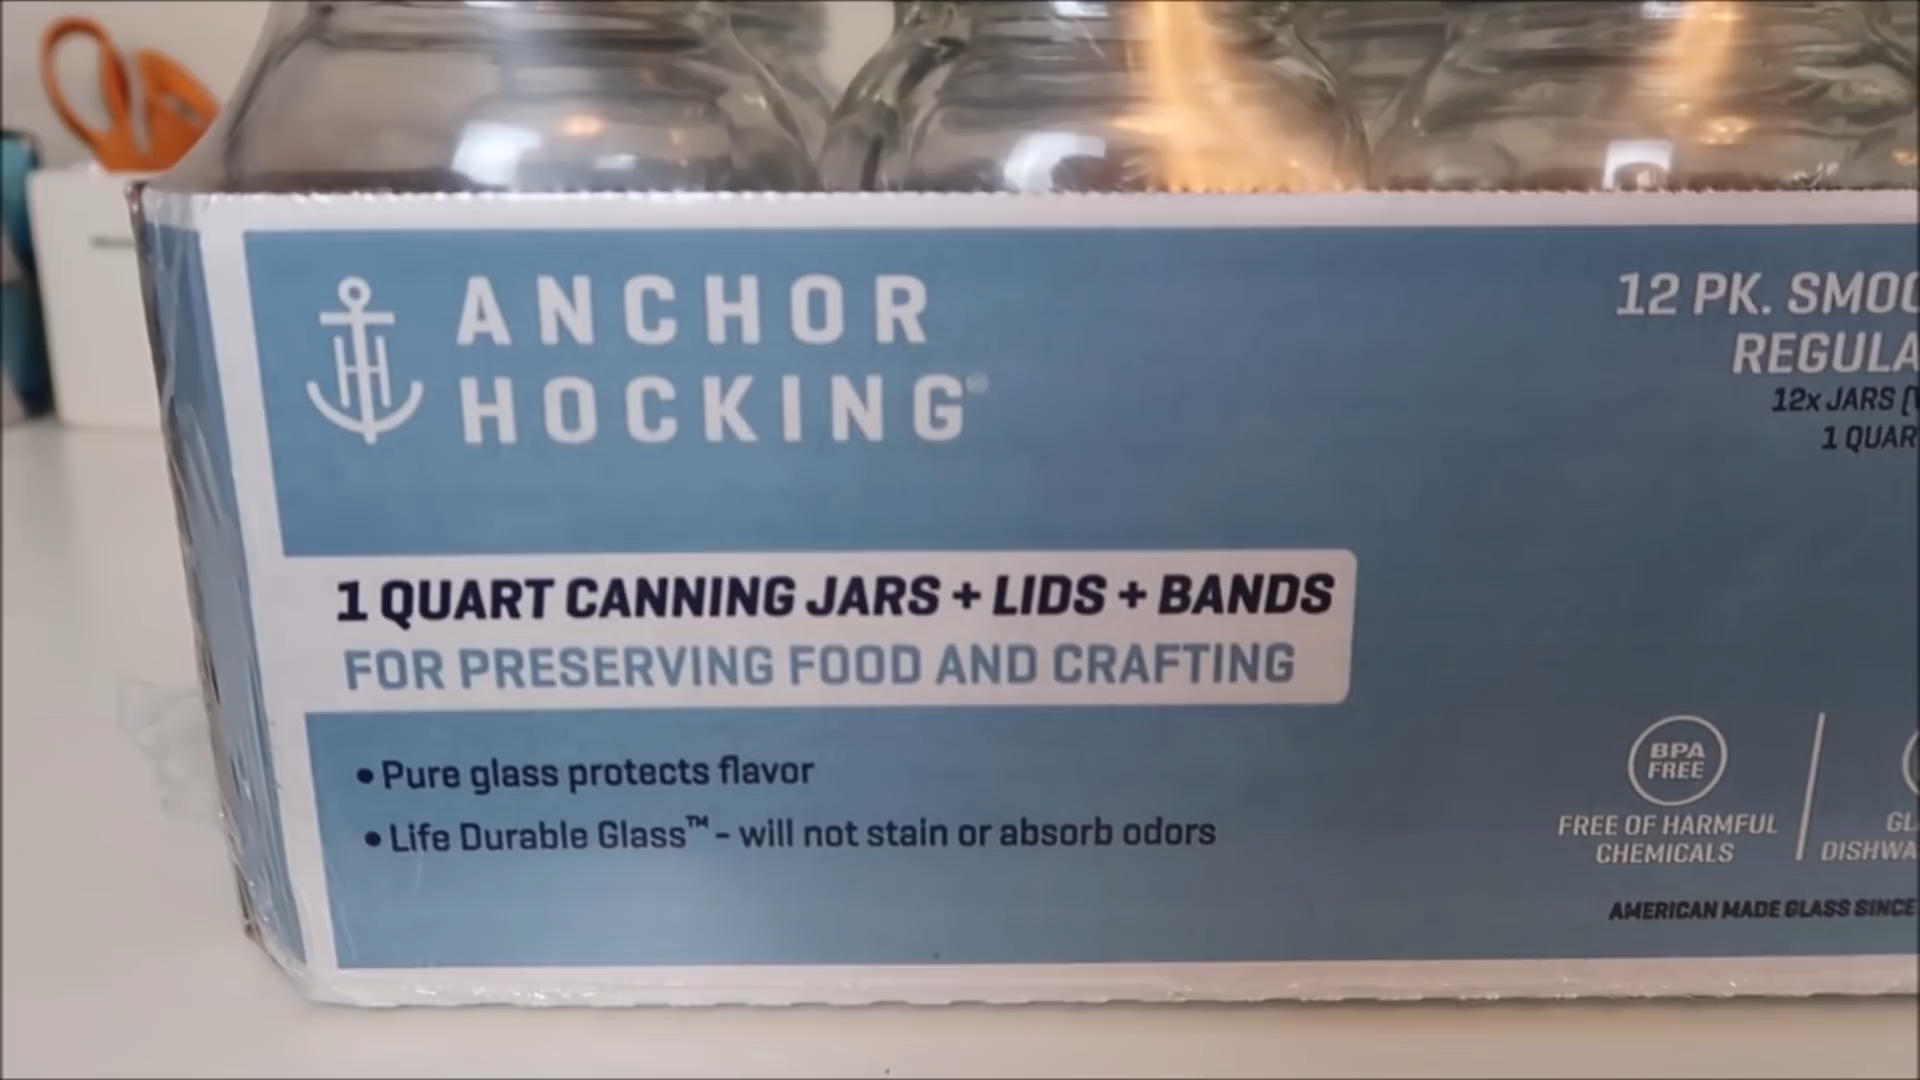 ANCHOR
HOCKING®
12 PK. SMOO
REGULA
12x JARS
1 QUAR
1 QUART CANNING JARS + LIDS + BANDS
FOR PRESERVING FOOD AND CRAFTING
• Pure glass protects flavor
• Life Durable Glass™ - will not stain or absorb odors
BPA
FREE
FREE OF HARMFUL
CHEMICALS
GL
DISHWA
AMERICAN MADE GLASS SINCE